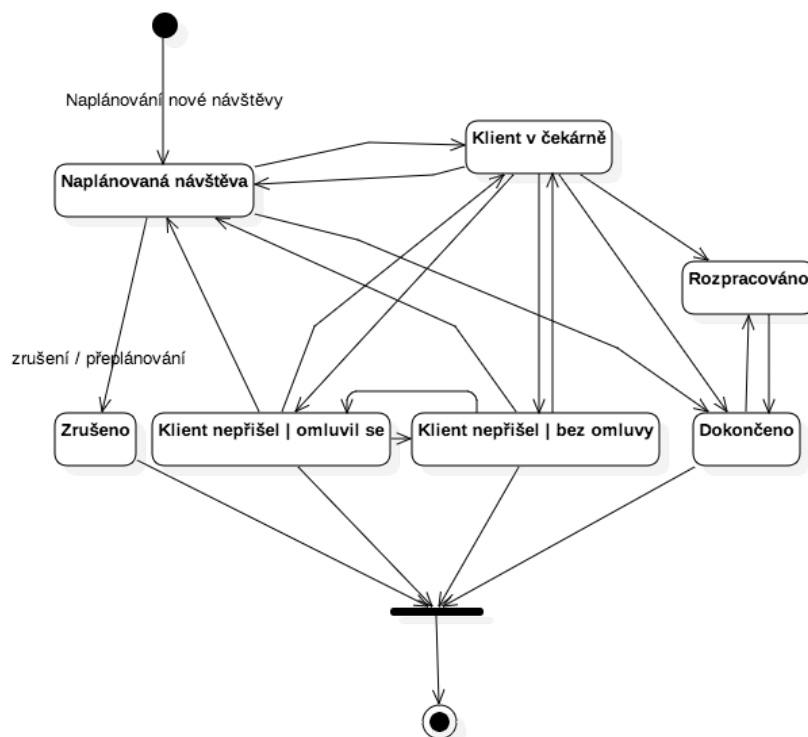 Naplánování nové návštěvy
Klient v čekárně
Naplánovaná návštěva
Rozpracováno
zrušení / přeplánování
Zrušeno
Klient nepřišel | omluvil se
Klient nepřišel | bez omluvy
Dokončeno